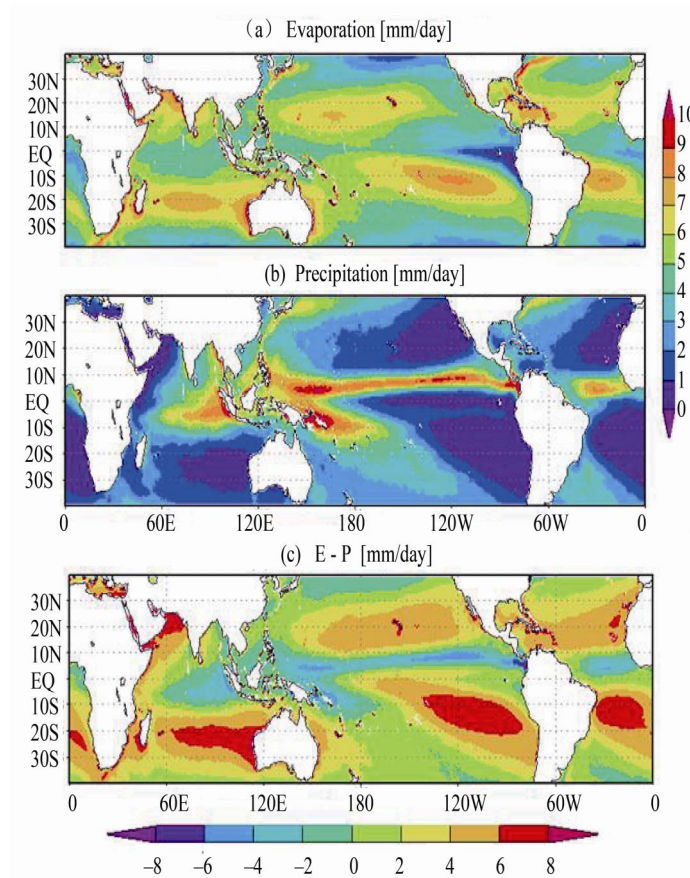 (a) Evaporation [mm/day]
30N
20N
10N
EQ
10S
20S
30S
10
9
8
7
6
5
4
3
2
1
0
(b) Precipitation [mm/day]
30N
20N
10N
EQ
10S
20S
30S
0 60E 120E 180 120W 60W 0
(c) E - P [mm/day]
30N
20N
10N
EQ
10S
20S
30S
0 60E 120E 180 120W 60W 0
–8 –6 –4 –2 0 2 4 6 8